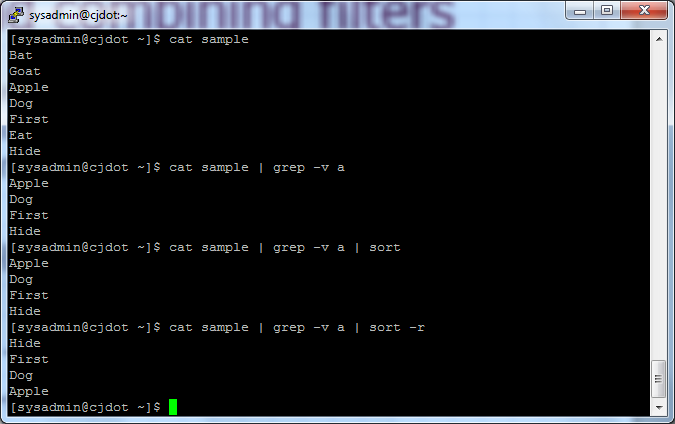 combining filters
sysadmin@cjdot:~
[sysadmin@cjdot ~]$ cat sample
Bat
Goat
Apple
Dog
First
Eat
Hide
[sysadmin@cjdot ~]$ cat sample | grep -v a
Apple
Dog
First
Hide
[sysadmin@cjdot ~]$ cat sample | grep -v a | sort
Apple
Dog
First
Hide
[sysadmin@cjdot ~]$ cat sample | grep -v a | sort -r
Hide
First
Dog
Apple
[sysadmin@cjdot ~]$